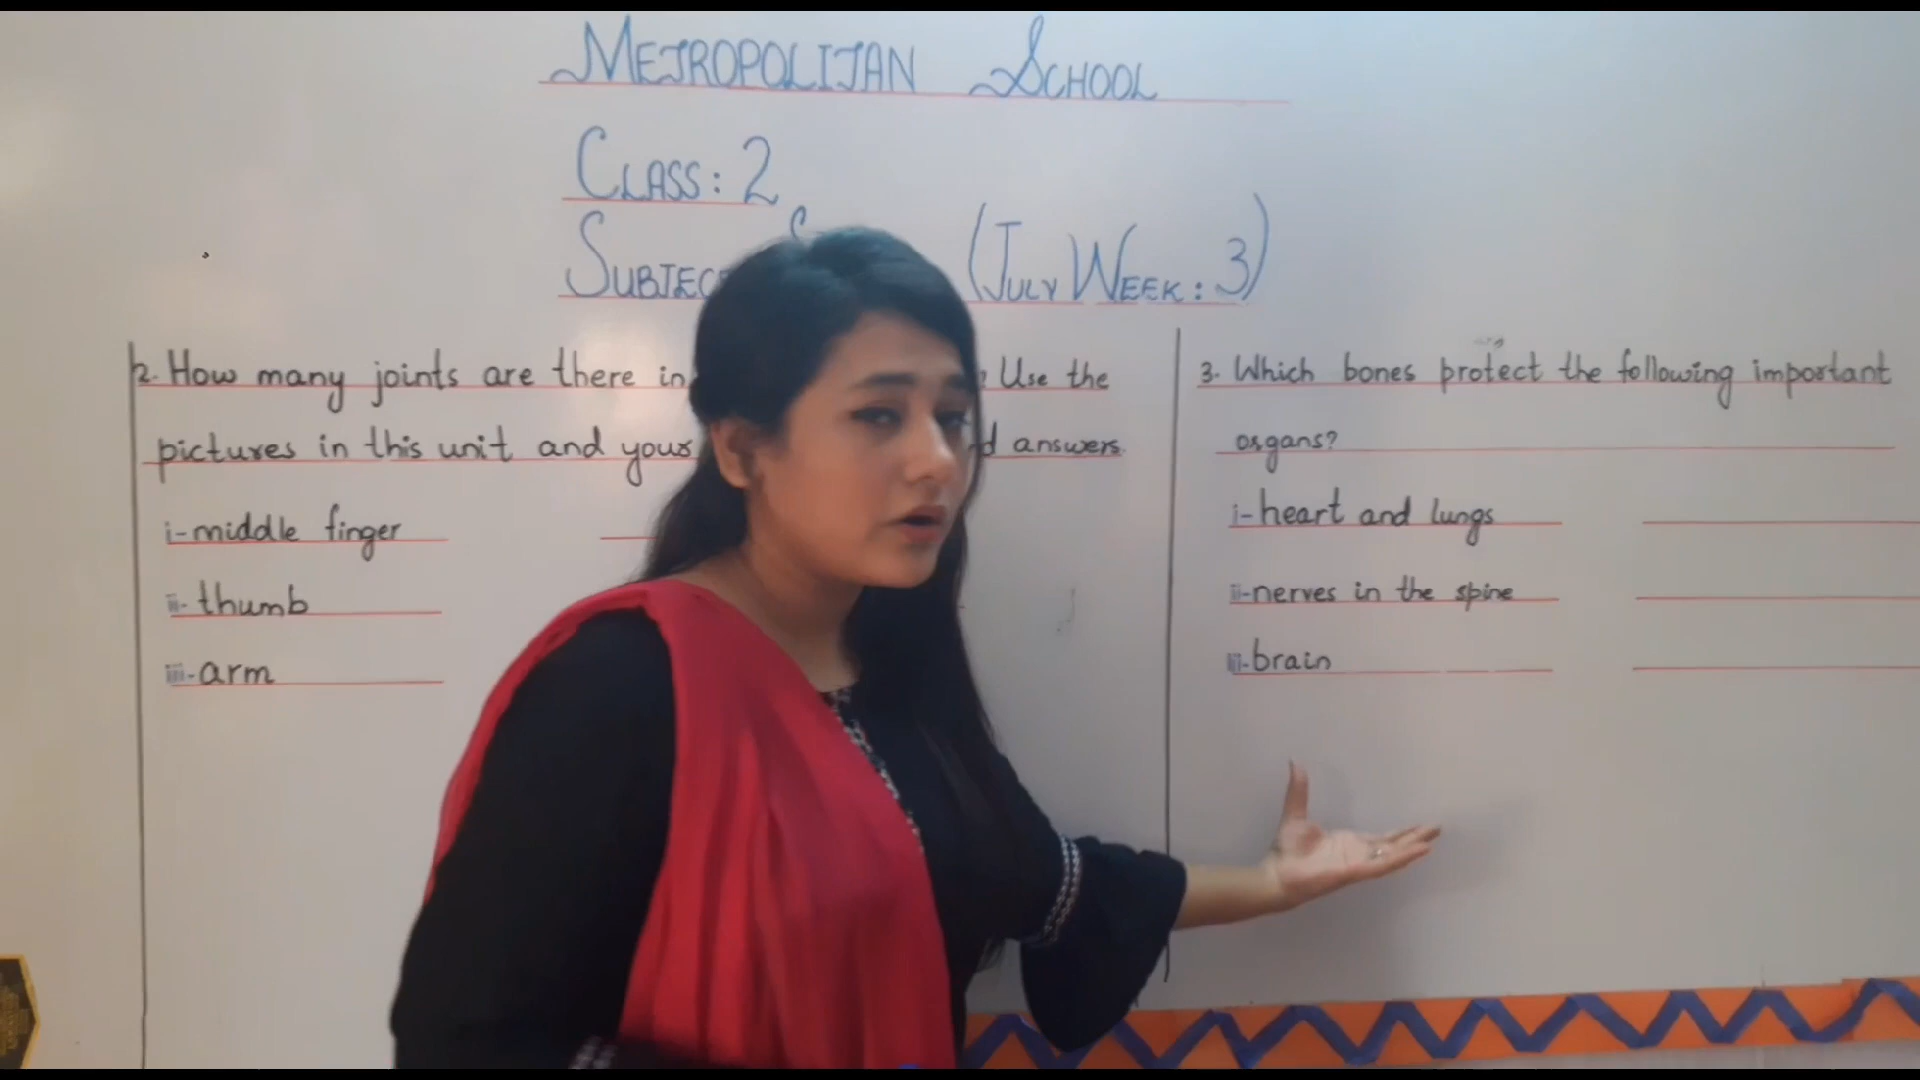 METROPOLITAN SCHOOL
CLASS: 2
SUBJECT (JULY WEEK: 3)
2. How many joints are there in ? Use the
pictures in this unit and your answers.
i- middle finger
ii- thumb
iii- arm
3. Which bones protect the following important
organs?
i- heart and lungs
ii- nerves in the spine
iii- brain